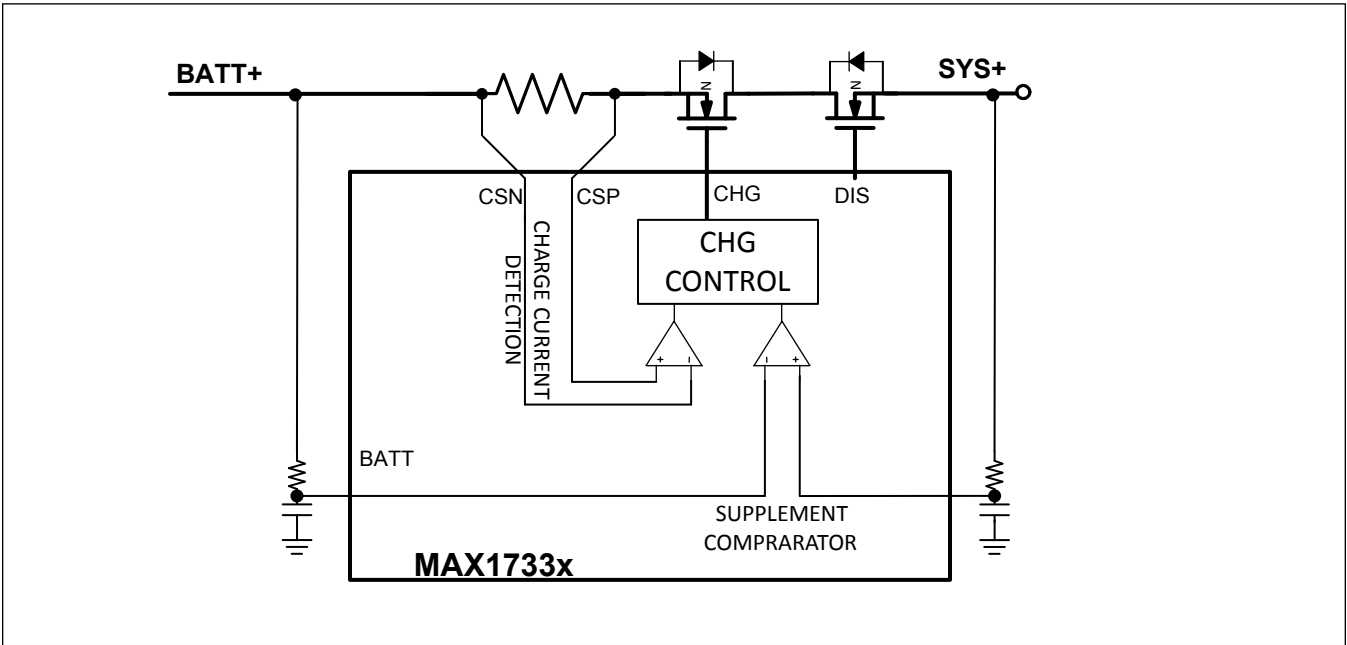 BATT+
SYS+
N
N
CSN
CSP
CHG
DIS
CHARGE CURRENT
DETECTION
CHG
CONTROL
+
-
-
+
BATT
SUPPLEMENT
COMPRARATOR
MAX1733x